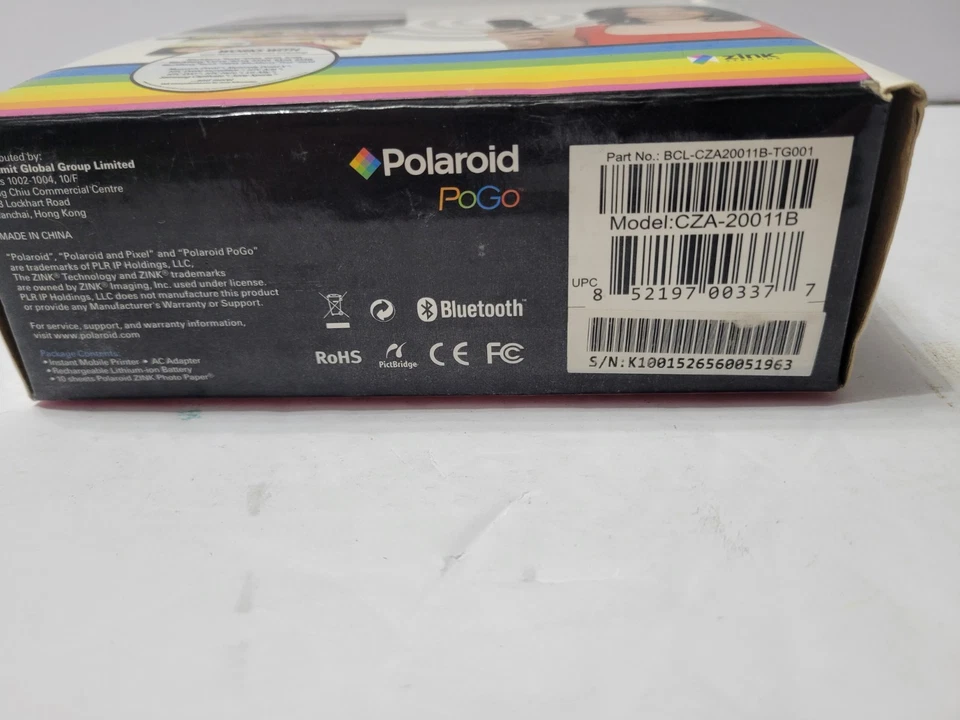 WORKS WITH
zink
buted by:
mit Global Group Limited
s 1002-1004, 10/F
g Chiu Commercial Centre
3 Lockhart Road
anchai, Hong Kong
MADE IN CHINA
"Polaroid", "Polaroid and Pixel" and "Polaroid PoGo"
are trademarks of PLR IP Holdings, LLC.
The ZINK® Technology and ZINK® trademarks
are owned by ZINK® Imaging, Inc. used under license.
PLR IP Holdings, LLC does not manufacture this product
or provide any Manufacturer's Warranty or Support.
For service, support, and warranty information,
visit www.polaroid.com
Package Contents:
• Instant Mobile Printer • AC Adapter
• Rechargeable Lithium-ion Battery
• 10 sheets Polaroid ZINK Photo Paper®
Polaroid
PoGo
Bluetooth™
RoHS
PictBridge
CE
FC
Part No.: BCL-CZA20011B-TG001
Model:CZA-20011B
UPC
8 52197 00337 7
S/N:K1001526560051963